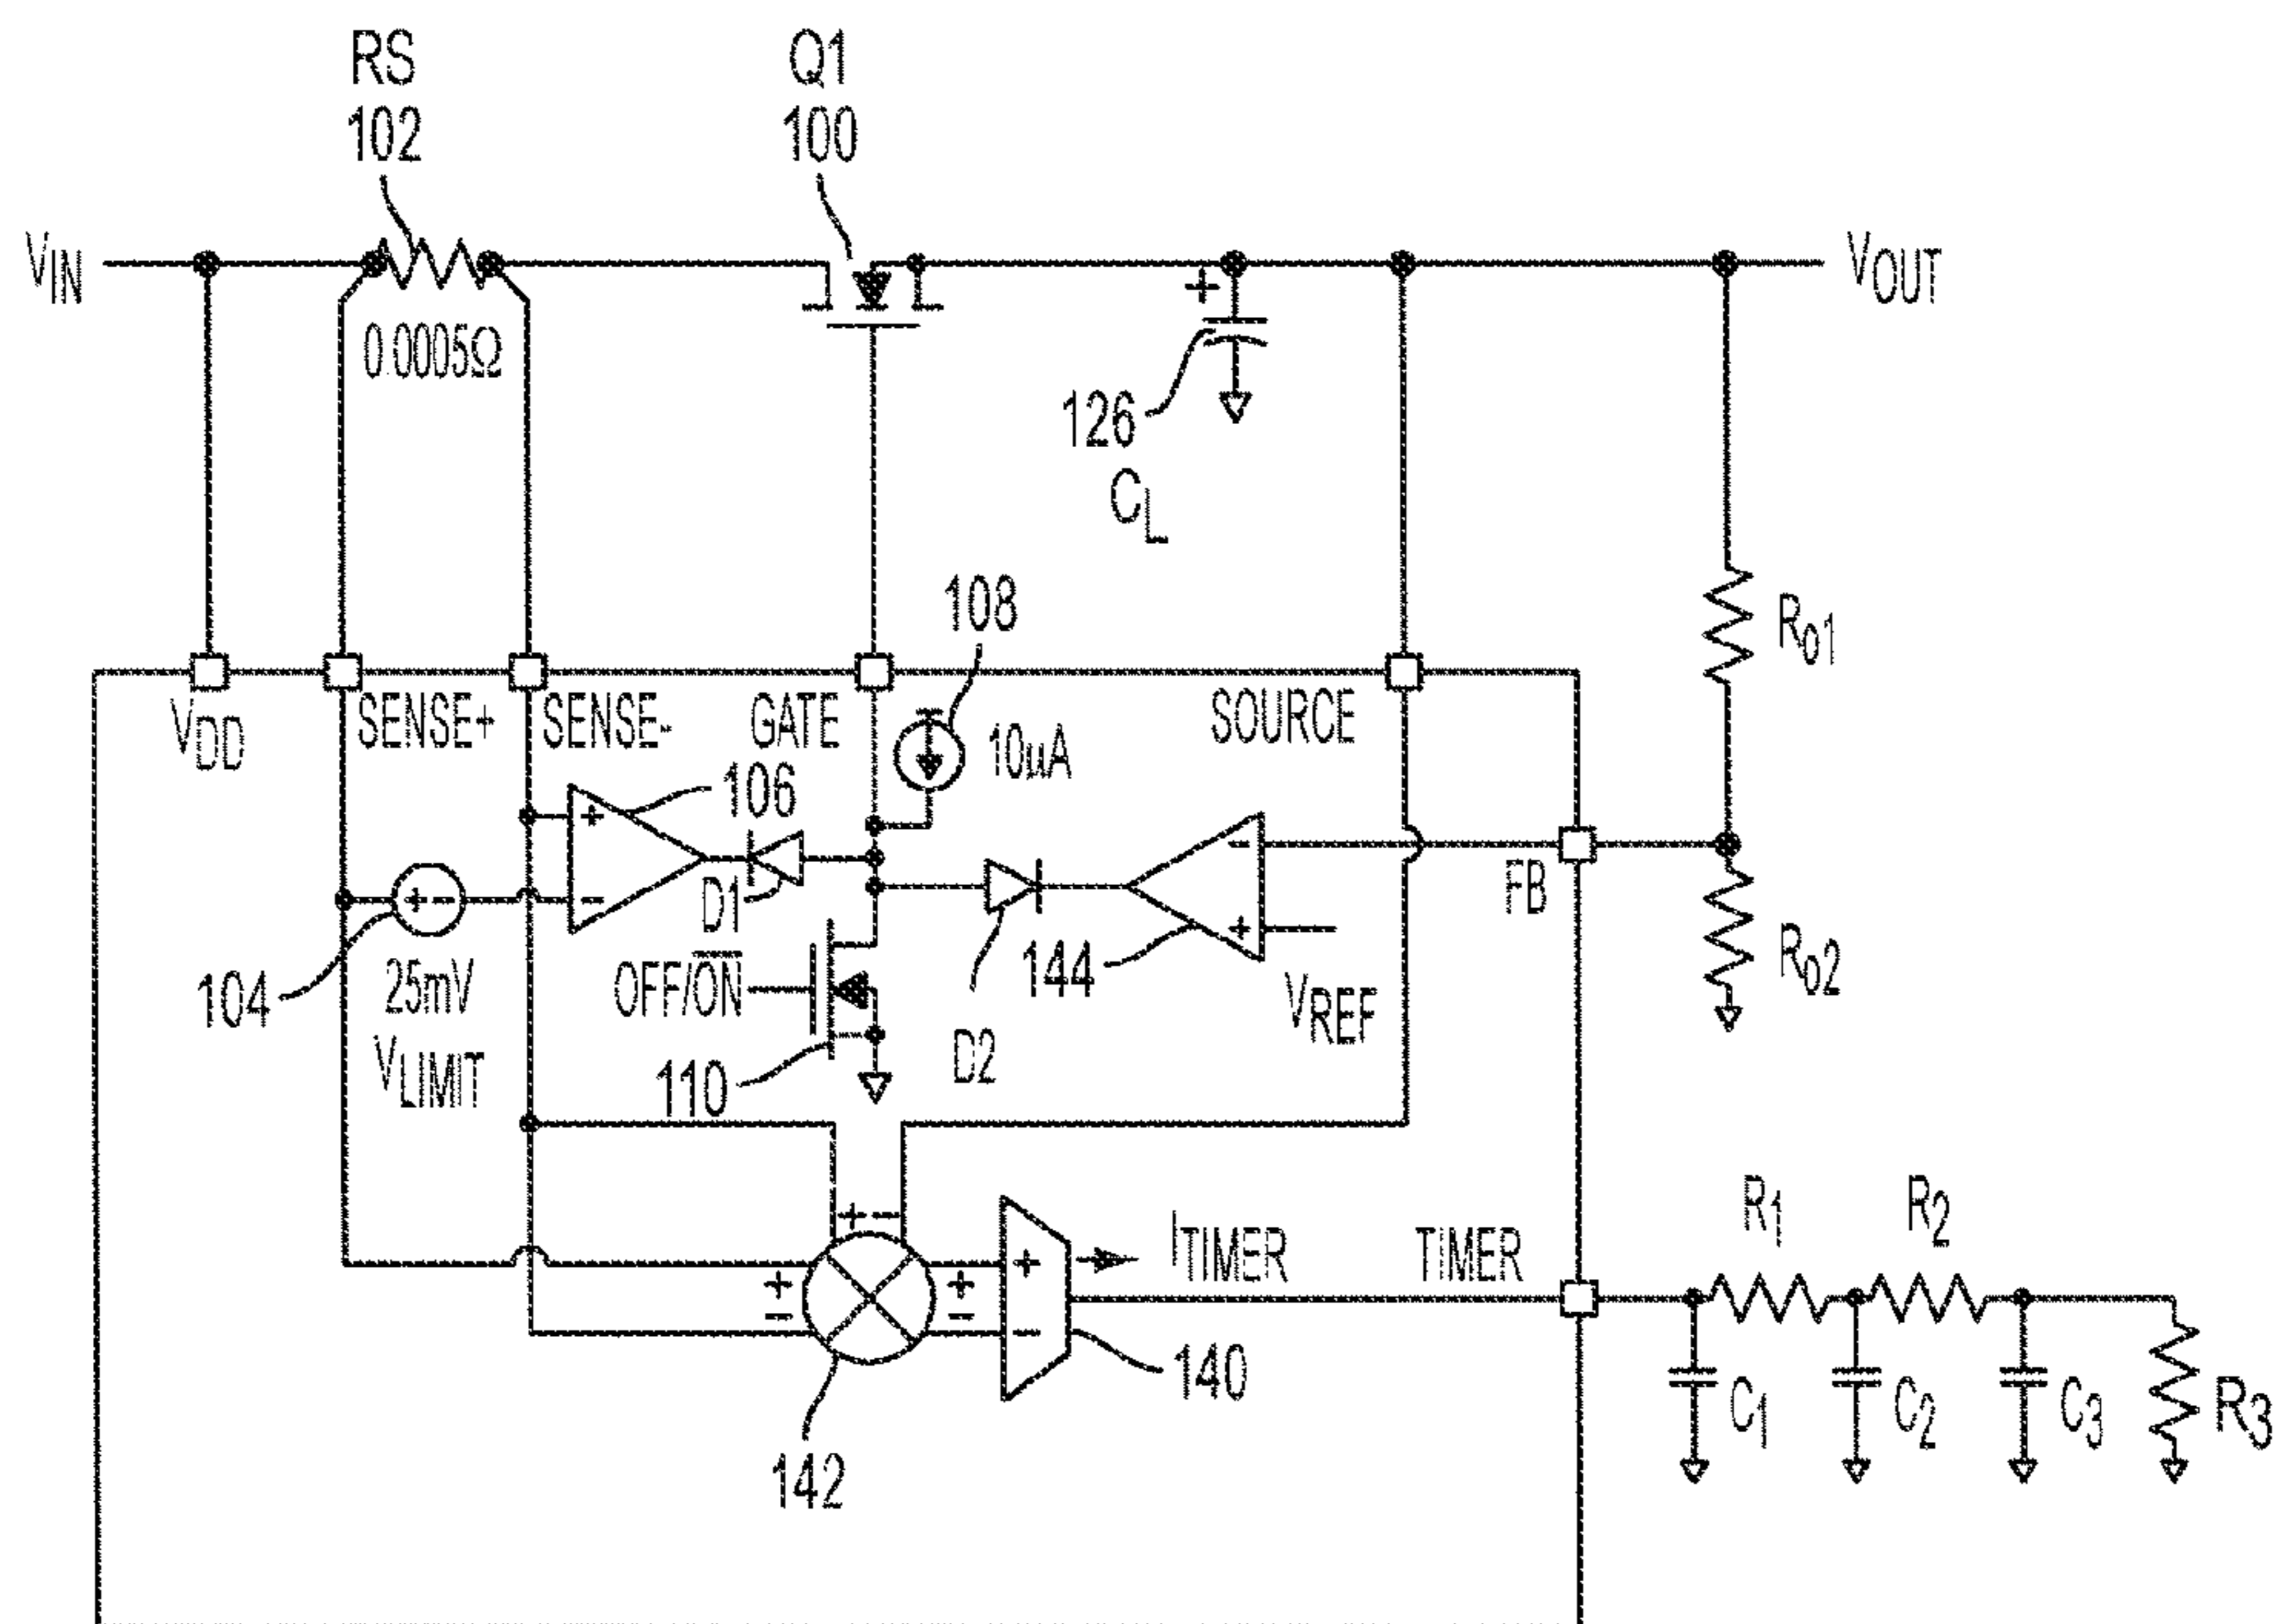 RS
102
Q1
100
VIN
VOUT
0.0005Ω
126
CL
108
Ro1
VDD
SENSE+
SENSE-
GATE
10μA
SOURCE
106
+
-
D1
FB
104
+ -
25mV
VLIMIT
OFF/ON
110
D2
144
-
+
VREF
Ro2
+ -
+
-
+
-
+
-
ITIMER
TIMER
140
142
R1
R2
C1
C2
C3
R3